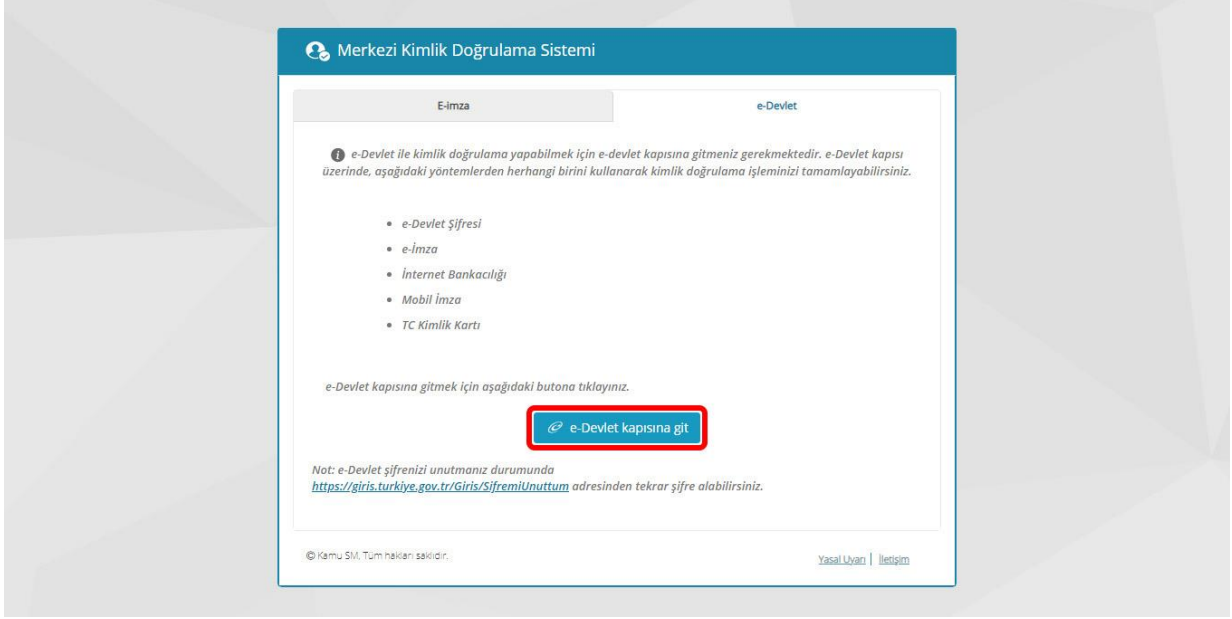 Merkezi Kimlik Doğrulama Sistemi
E-imza
e-Devlet
e-Devlet ile kimlik doğrulama yapabilmek için e-devlet kapısına gitmeniz gerekmektedir. e-Devlet kapısı
üzerinde, aşağıdaki yöntemlerden herhangi birini kullanarak kimlik doğrulama işleminizi tamamlayabilirsiniz.
• e-Devlet Şifresi
• e-İmza
• İnternet Bankacılığı
• Mobil İmza
• TC Kimlik Kartı
e-Devlet kapısına gitmek için aşağıdaki butona tıklayınız.
e-Devlet kapısına git
Not: e-Devlet şifrenizi unutmanız durumunda
https://giris.turkiye.gov.tr/Giris/SifremiUnuttum adresinden tekrar şifre alabilirsiniz.
© Kamu SM, Tüm hakları saklıdır.
Yasal Uyarı | İletişim